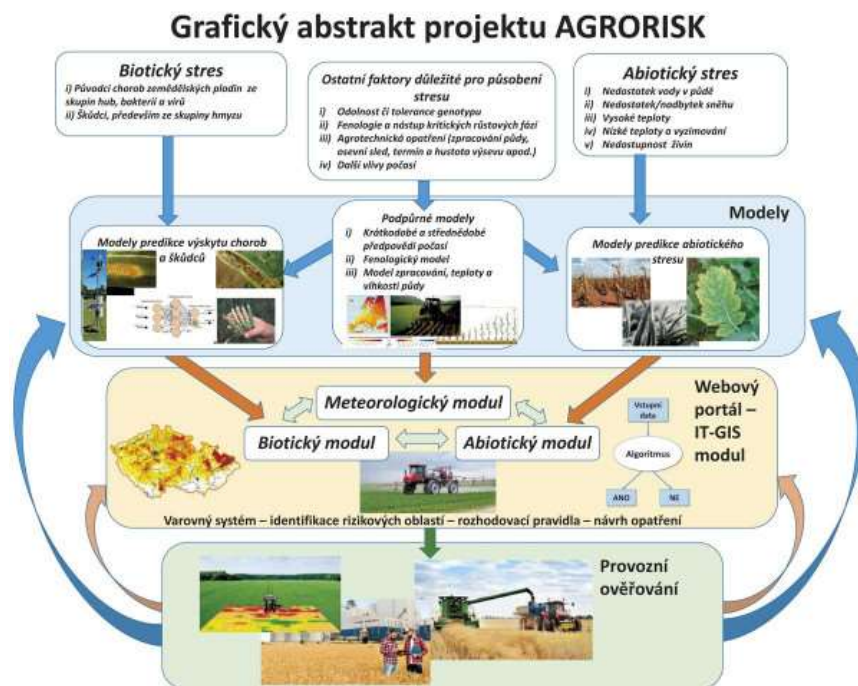 Grafický abstrakt projektu AGRORISK
Biotický stres
i) Původci chorob zemědělských plodin ze
skupin hub, bakterií a virů
ii) Škůdci, především ze skupiny hmyzu
Ostatní faktory důležité pro působení
stresu
i) Odolnost či tolerance genotypu
ii) Fenologie a nástup kritických růstových fází
iii) Agrotechnická opatření (zpracování půdy,
osevní sled, termín a hustota výsevu apod.)
iv) Další vlivy počasí
Abiotický stres
i) Nedostatek vody v půdě
ii) Nedostatek/nadbytek sněhu
iii) Vysoké teploty
iv) Nízké teploty a vyzimování
v) Nedostupnost živin
Modely
Modely predikce výskytu chorob
a škůdců
Podpůrné modely
i) Krátkodobé a střednědobé
předpovědi počasí
ii) Fenologický model
iii) Model zpracování, teploty a
vlhkosti půdy
Modely predikce abiotického
stresu
Webový
portál –
IT-GIS
modul
Meteorologický modul
Biotický modul
Abiotický modul
Vstupní
data
Algoritmus
ANO
NE
Varovný systém – identifikace rizikových oblastí – rozhodovací pravidla – návrh opatření
Provozní
ověřování